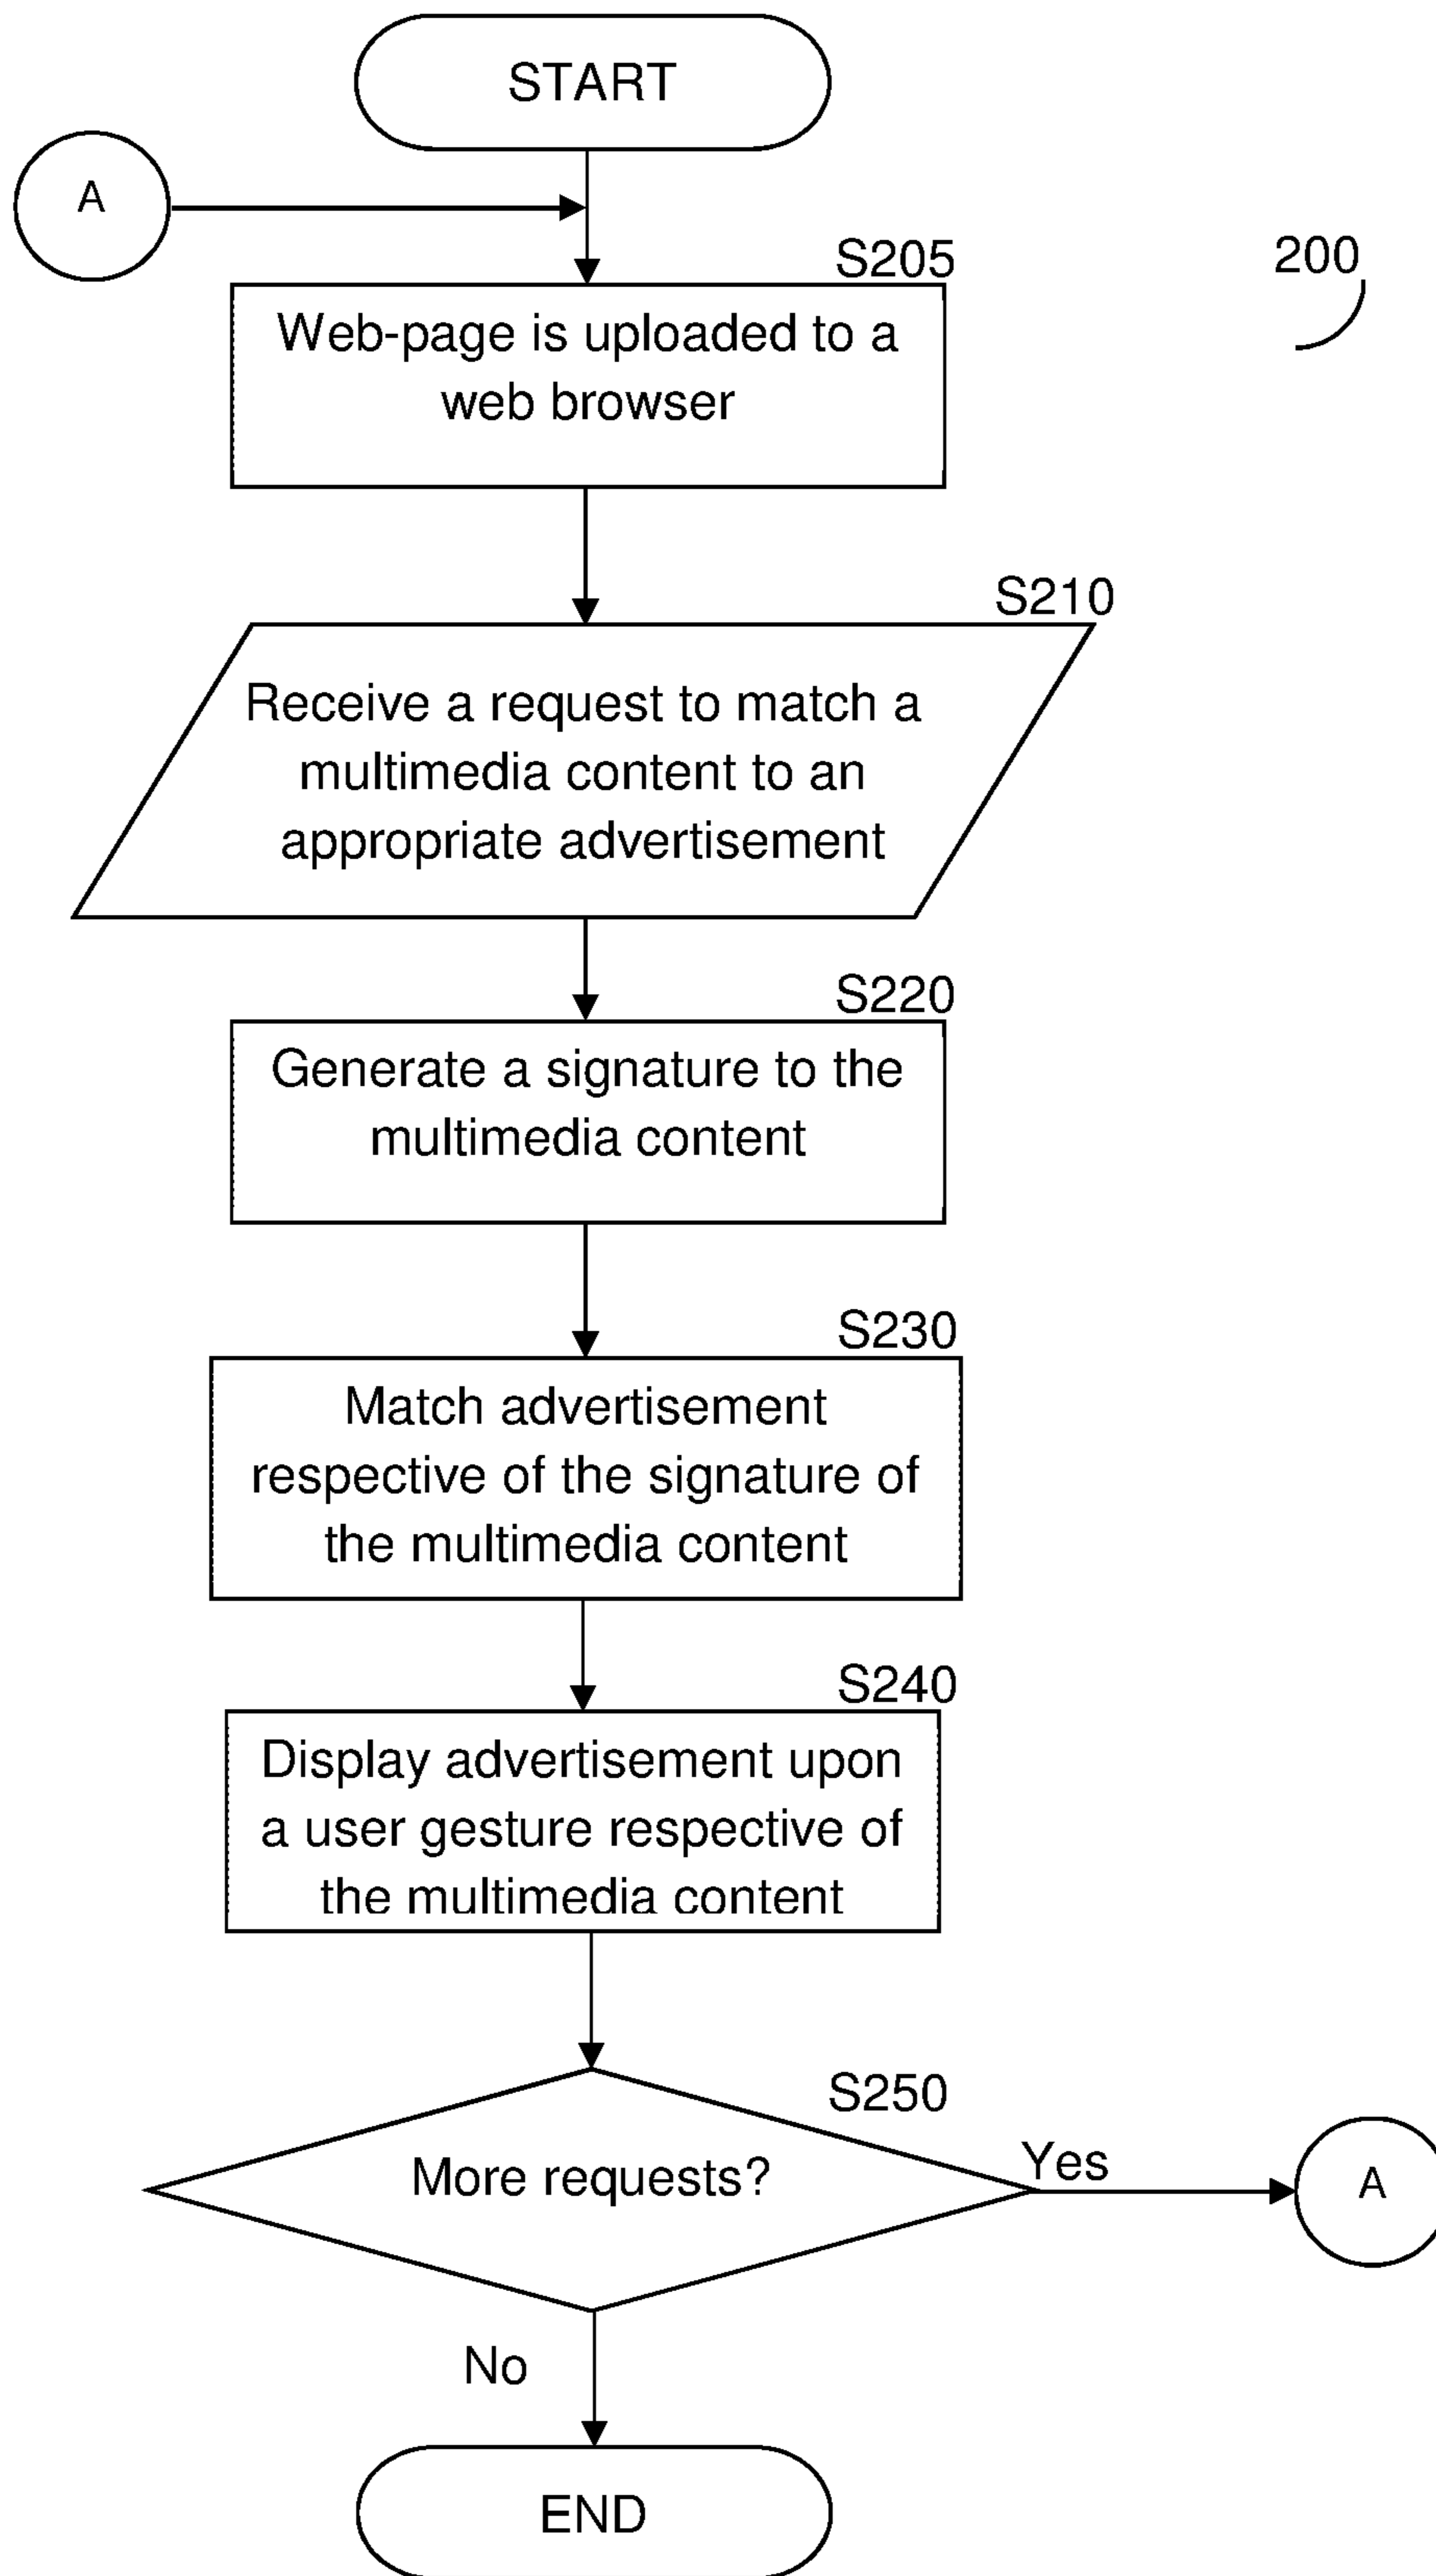 START
A
S205
200
Web-page is uploaded to a
web browser
S210
Receive a request to match a
multimedia content to an
appropriate advertisement
S220
Generate a signature to the
multimedia content
S230
Match advertisement
respective of the signature of
the multimedia content
S240
Display advertisement upon
a user gesture respective of
the multimedia content
S250
More requests?
Yes
A
No
END